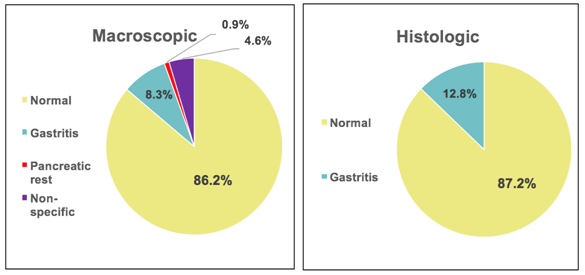 Macroscopic
0.9%
4.6%
8.3%
86.2%
Normal
Gastritis
Pancreatic
rest
Non-
specific
Histologic
12.8%
87.2%
Normal
Gastritis